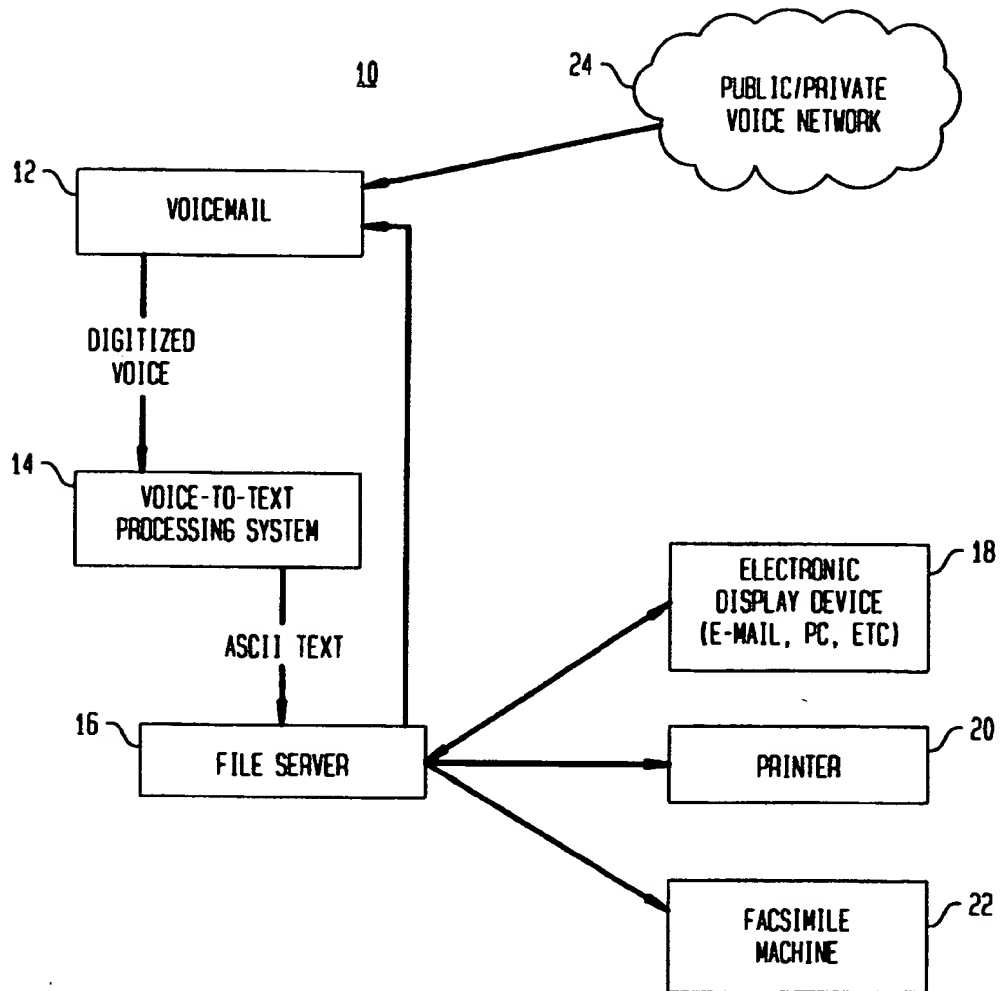 10
24
PUBLIC/PRIVATE
VOICE NETWORK
12
VOICEMAIL
DIGITIZED
VOICE
14
VOICE-TO-TEXT
PROCESSING SYSTEM
18
ELECTRONIC
DISPLAY DEVICE
(E-MAIL, PC, ETC)
ASCII TEXT
16
FILE SERVER
20
PRINTER
22
FACSIMILE
MACHINE